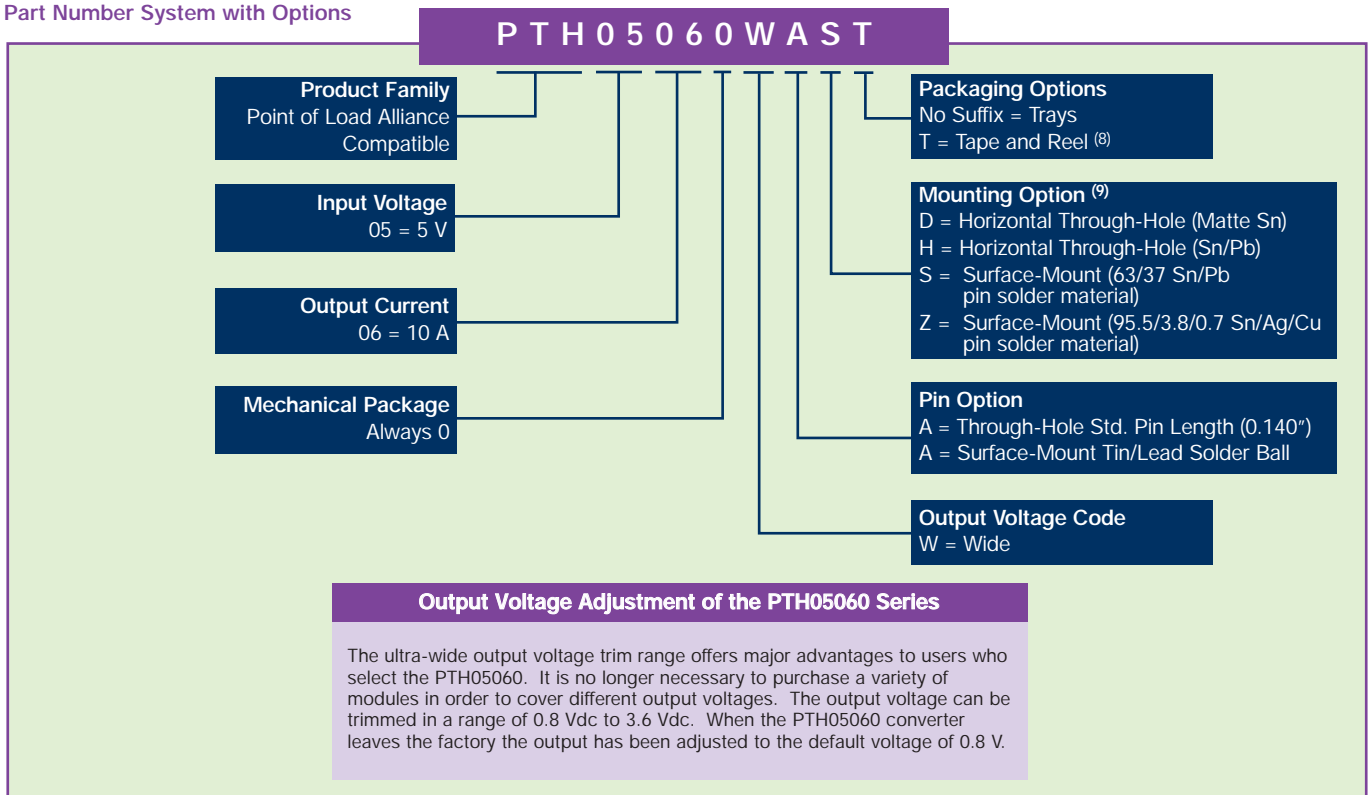 Part Number System with Options
PTH05060WAST
Product Family
Point of Load Alliance
Compatible
Input Voltage
05 = 5 V
Output Current
06 = 10 A
Mechanical Package
Always 0
Packaging Options
No Suffix = Trays
T = Tape and Reel (8)
Mounting Option (9)
D = Horizontal Through-Hole (Matte Sn)
H = Horizontal Through-Hole (Sn/Pb)
S = Surface-Mount (63/37 Sn/Pb
pin solder material)
Z = Surface-Mount (95.5/3.8/0.7 Sn/Ag/Cu
pin solder material)
Pin Option
A = Through-Hole Std. Pin Length (0.140")
A = Surface-Mount Tin/Lead Solder Ball
Output Voltage Code
W = Wide
Output Voltage Adjustment of the PTH05060 Series
The ultra-wide output voltage trim range offers major advantages to users who
select the PTH05060. It is no longer necessary to purchase a variety of
modules in order to cover different output voltages. The output voltage can be
trimmed in a range of 0.8 Vdc to 3.6 Vdc. When the PTH05060 converter
leaves the factory the output has been adjusted to the default voltage of 0.8 V.